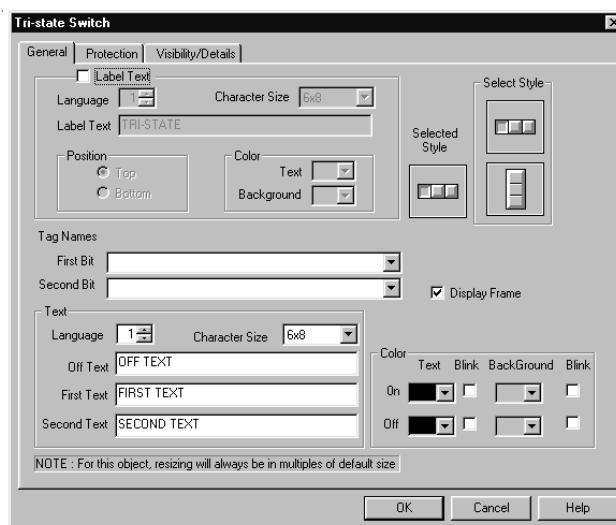 Tri-state Switch
General Protection Visibility/Details
Label Text
Language 1 Character Size 6x8
Label Text TRI-STATE
Position
Top
Bottom
Color
Text
Background
Selected
Style
Select Style
Tag Names
First Bit
Second Bit
Display Frame
Text
Language 1 Character Size 6x8
Off Text OFF TEXT
First Text FIRST TEXT
Second Text SECOND TEXT
Color
Text Blink BackGround Blink
On
Off
NOTE : For this object, resizing will always be in multiples of default size
OK Cancel Help